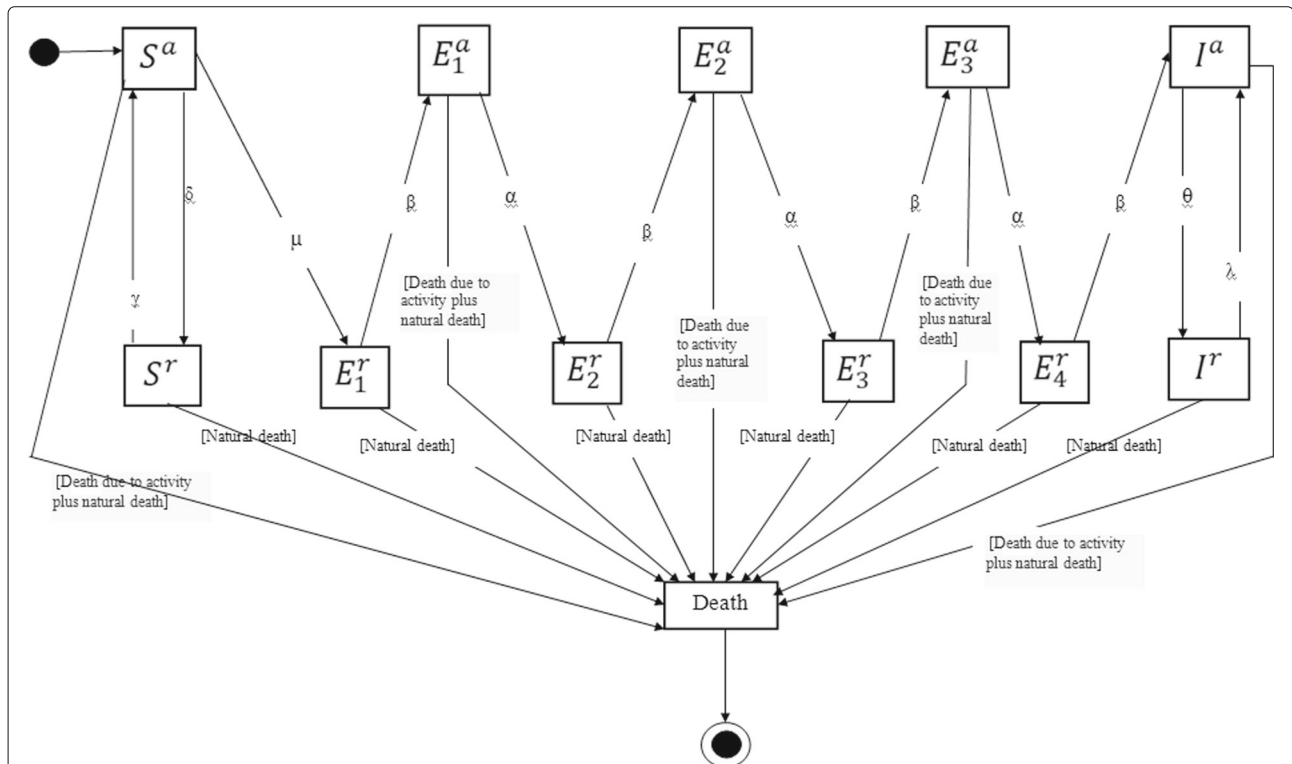 S^a
E_1^a
E_2^a
E_3^a
I^a
δ
μ
β
α
β
α
β
α
β
θ
γ
λ
[Death due to
activity plus
natural death]
[Death due
to activity
plus natural
death]
[Death due
to activity
plus natural
death]
S^r
E_1^r
E_2^r
E_3^r
E_4^r
I^r
[Natural death]
[Natural death]
[Natural death]
[Natural death]
[Natural death]
[Natural death]
[Death due to activity
plus natural death]
[Death due to activity
plus natural death]
Death